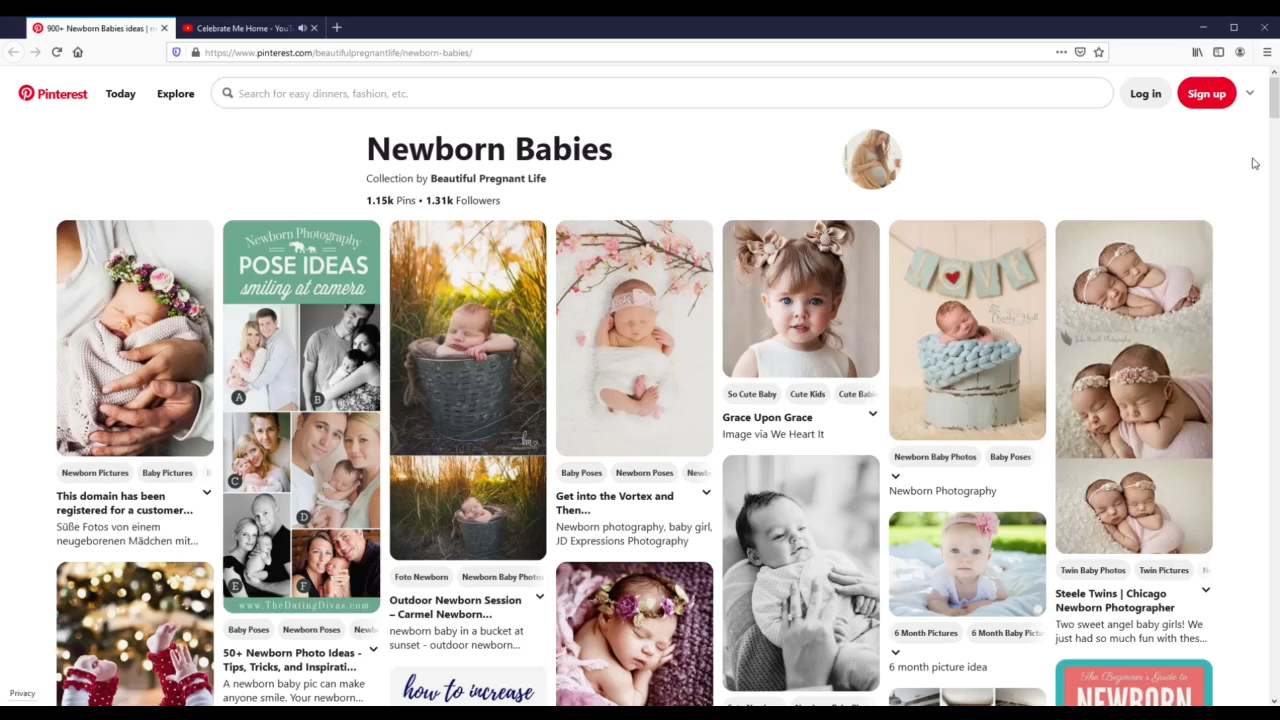 900+ Newborn Babies ideas |
Celebrate Me Home - YouT
https://www.pinterest.com/beautifulpregnantlife/newborn-babies/
Pinterest
Today
Explore
Search for easy dinners, fashion, etc.
Log in
Sign up
Newborn Babies
Collection by Beautiful Pregnant Life
1.15k Pins • 1.31k Followers
Newborn Pictures
Baby Pictures
This domain has been
registered for a customer...
Süße Fotos von einem
neugeborenen Mädchen mit...
Newborn Photography
POSE IDEAS
smiling at camera
A
B
C
D
E
F
www.TheDatingDivas.com
Baby Poses
Newborn Poses
Newb
50+ Newborn Photo Ideas -
Tips, Tricks, and Inspirati...
A newborn baby pic can make
anyone smile. Your newborn...
Foto Newborn
Newborn Baby Photos
Outdoor Newborn Session
– Carmel Newborn...
newborn baby in a bucket at
sunset - outdoor newborn...
how to increase
Baby Poses
Newborn Poses
Newb
Get into the Vortex and
Then...
Newborn photography, baby girl,
JD Expressions Photography
So Cute Baby
Cute Kids
Cute Babie
Grace Upon Grace
Image via We Heart It
LOVE
Newborn Baby Photos
Baby Poses
Newborn Photography
6 Month Pictures
6 Month Baby Pictu
6 month picture idea
Twin Baby Photos
Twin Pictures
Steele Twins | Chicago
Newborn Photographer
Two sweet angel baby girls! We
just had so much fun with thes...
The Beginner's Guide to
NEWBORN
Privacy